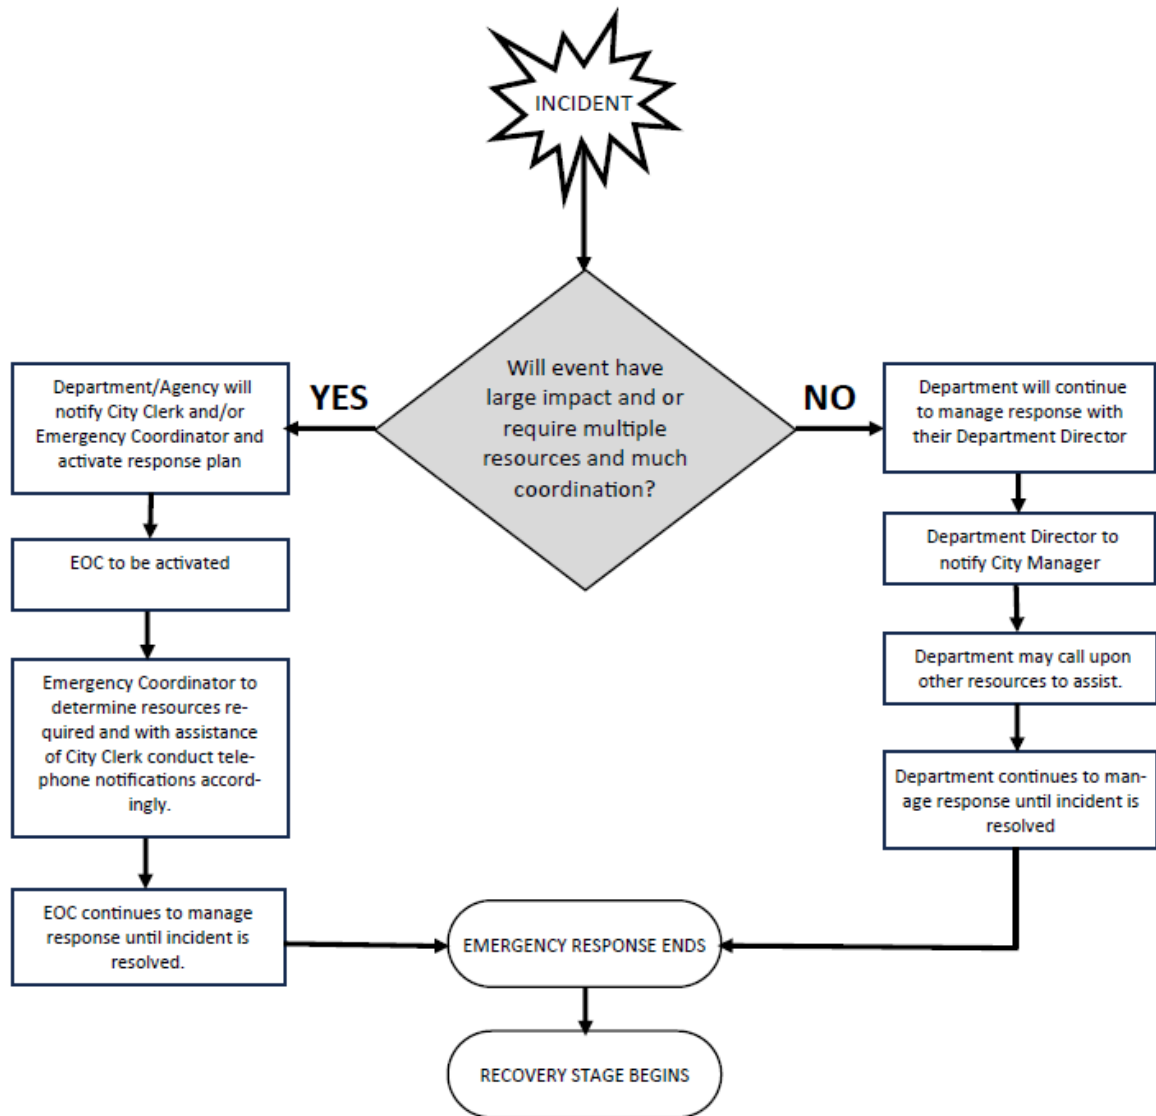 INCIDENT
Will event have
large impact and or
require multiple
resources and much
coordination?
YES
NO
Department/Agency will
notify City Clerk and/or
Emergency Coordinator and
activate response plan
EOC to be activated
Emergency Coordinator to
determine resources re-
quired and with assistance
of City Clerk conduct tele-
phone notifications accord-
ingly.
EOC continues to manage
response until incident is
resolved.
Department will continue
to manage response with
their Department Director
Department Director to
notify City Manager
Department may call upon
other resources to assist.
Department continues to man-
age response until incident is
resolved
EMERGENCY RESPONSE ENDS
RECOVERY STAGE BEGINS